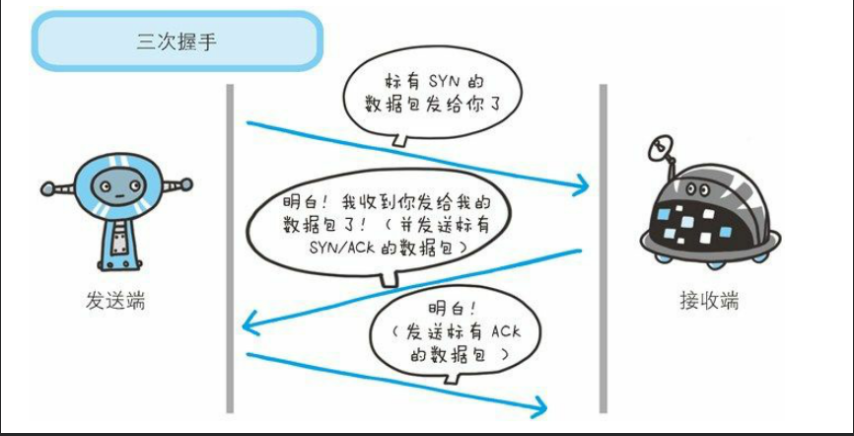 三次握手
标有 SYN 的
数据包发给你了
明白！我收到你发给我的
数据包了！（并发送标有
SYN/ACK 的数据包）
发送端
接收端
明白！
（发送标有 ACK
的数据包 ）